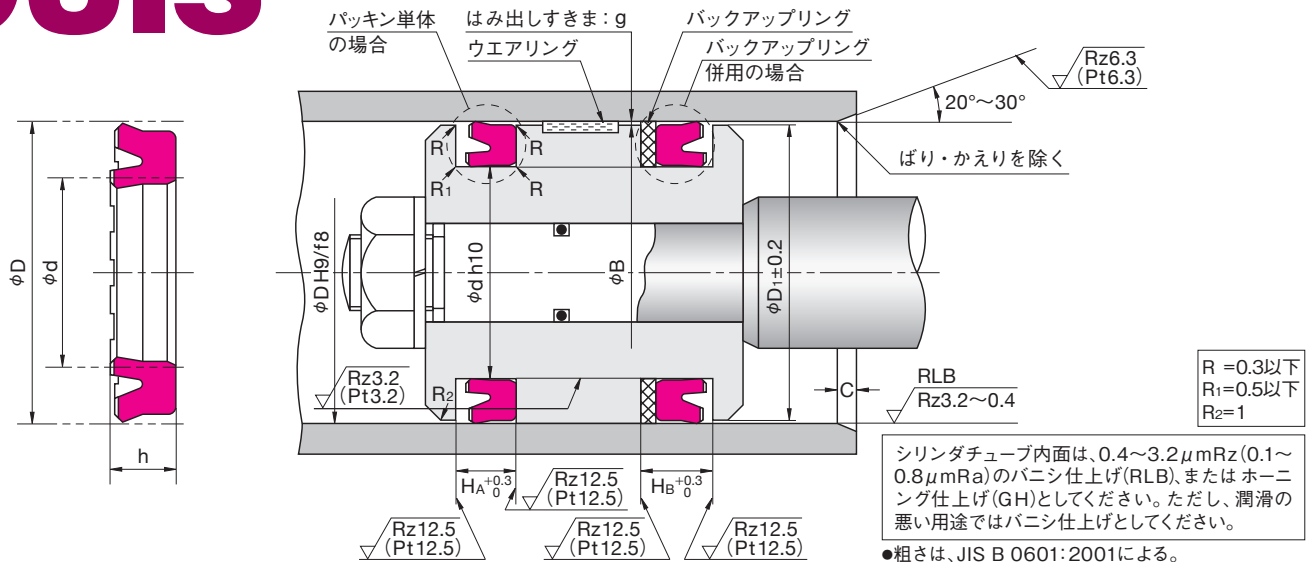 パッキン単体
の場合
はみ出しすきま：g
ウエアリング
バックアップリング
バックアップリング
併用の場合
Rz6.3
(Pt6.3)
20°～30°
ばり・かえりを除く
R
R
R1
R
φD
φd
h
φDH9/f8
φdh10
φB
φD1±0.2
Rz3.2
(Pt3.2)
R2
C
RLB
Rz3.2～0.4
R =0.3以下
R1=0.5以下
R2=1
HA +0.3 0
HB +0.3 0
Rz12.5
(Pt12.5)
Rz12.5
(Pt12.5)
Rz12.5
(Pt12.5)
Rz12.5
(Pt12.5)
シリンダチューブ内面は、0.4～3.2μmRz(0.1～
0.8μmRa)のバニシ仕上げ(RLB)、または ホーニ
ング仕上げ(GH)としてください。ただし、潤滑の
悪い用途ではバニシ仕上げとしてください。
●粗さは、JIS B 0601：2001による。